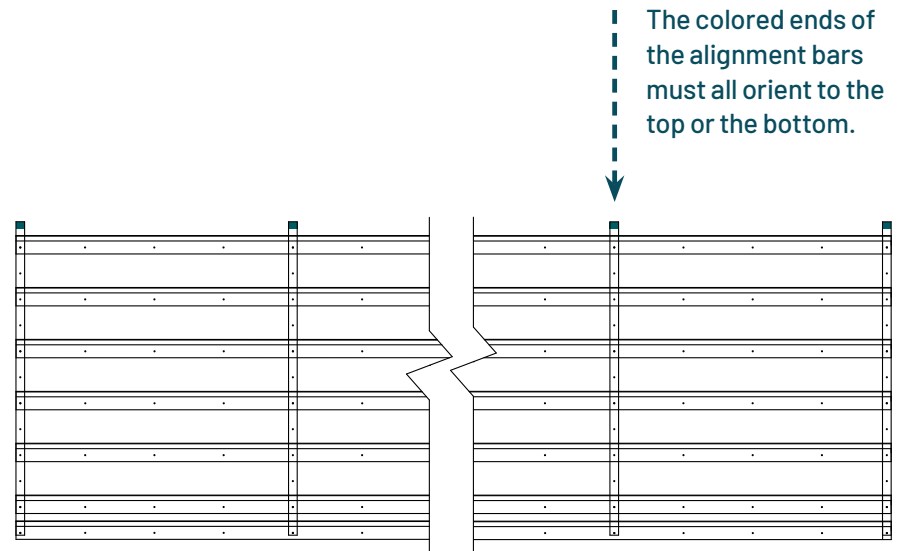 The colored ends of
the alignment bars
must all orient to the
top or the bottom.